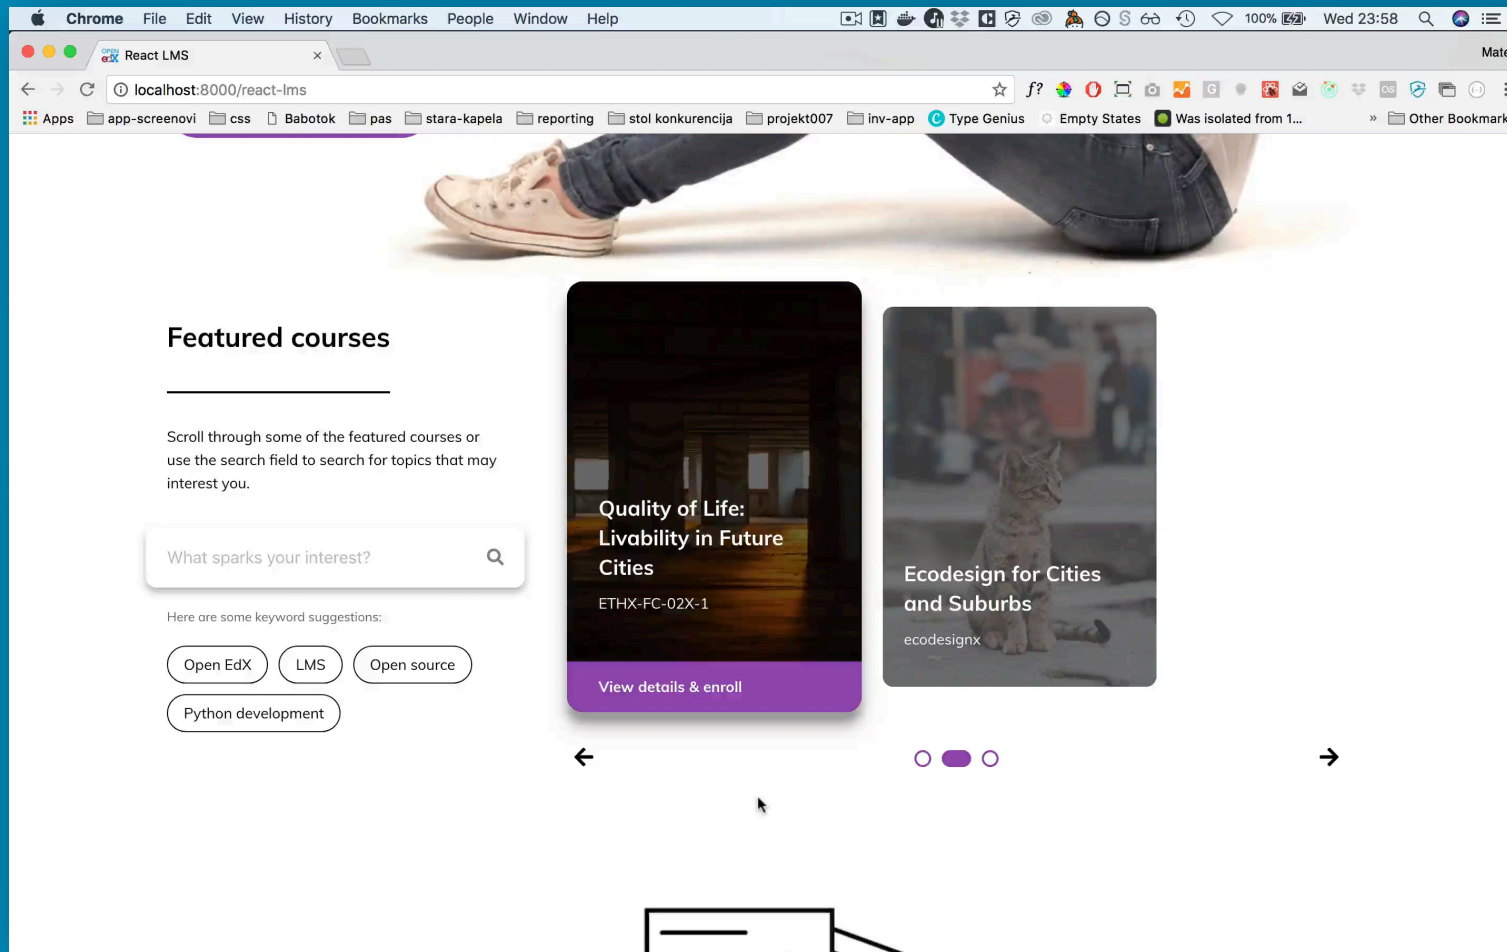 Chrome File Edit View History Bookmarks People Window Help 100% Wed 23:58
OPEN edX React LMS Mate
localhost:8000/react-lms f?
Apps app-screenovi css Babotok pas stara-kapela reporting stol konkurencija projekt007 inv-app Type Genius Empty States Was isolated from 1... » Other Bookmark
Featured courses
Scroll through some of the featured courses or
use the search field to search for topics that may
interest you.
What sparks your interest?
Here are some keyword suggestions:
Open EdX LMS Open source
Python development
Quality of Life:
Livability in Future
Cities
ETHX-FC-02X-1
View details & enroll
Ecodesign for Cities
and Suburbs
ecodesignx